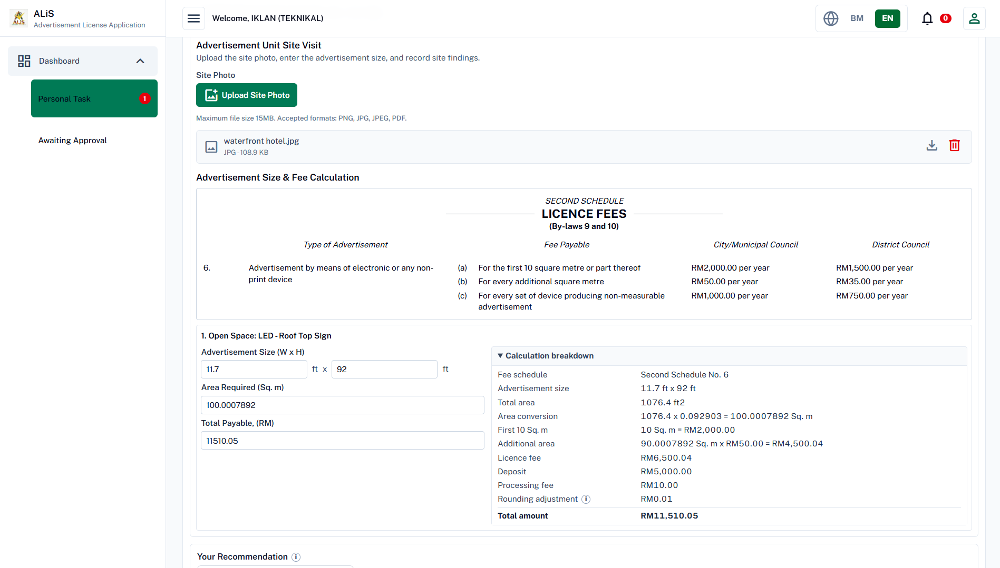 ALiS
Advertisement License Application
Welcome, IKLAN (TEKNIKAL)
BM
EN
0
Dashboard
Personal Task
1
Awaiting Approval
Advertisement Unit Site Visit
Upload the site photo, enter the advertisement size, and record site findings.
Site Photo
Upload Site Photo
Maximum file size 15MB. Accepted formats: PNG, JPG, JPEG, PDF.
waterfront hotel.jpg
JPG - 108.9 KB
Advertisement Size & Fee Calculation
SECOND SCHEDULE
LICENCE FEES
(By-laws 9 and 10)
Type of Advertisement Fee Payable City/Municipal Council District Council
6. Advertisement by means of electronic or any non-print device
(a) For the first 10 square metre or part thereof RM2,000.00 per year RM1,500.00 per year
(b) For every additional square metre RM50.00 per year RM35.00 per year
(c) For every set of device producing non-measurable advertisement RM1,000.00 per year RM750.00 per year
1. Open Space: LED - Roof Top Sign
Advertisement Size (W x H)
11.7 ft x 92 ft
Area Required (Sq. m)
100.0007892
Total Payable, (RM)
11510.05
▼ Calculation breakdown
Fee schedule Second Schedule No. 6
Advertisement size 11.7 ft x 92 ft
Total area 1076.4 ft2
Area conversion 1076.4 x 0.092903 = 100.0007892 Sq. m
First 10 Sq. m 10 Sq. m = RM2,000.00
Additional area 90.0007892 Sq. m x RM50.00 = RM4,500.04
Licence fee RM6,500.04
Deposit RM5,000.00
Processing fee RM10.00
Rounding adjustment RM0.01
Total amount RM11,510.05
Your Recommendation